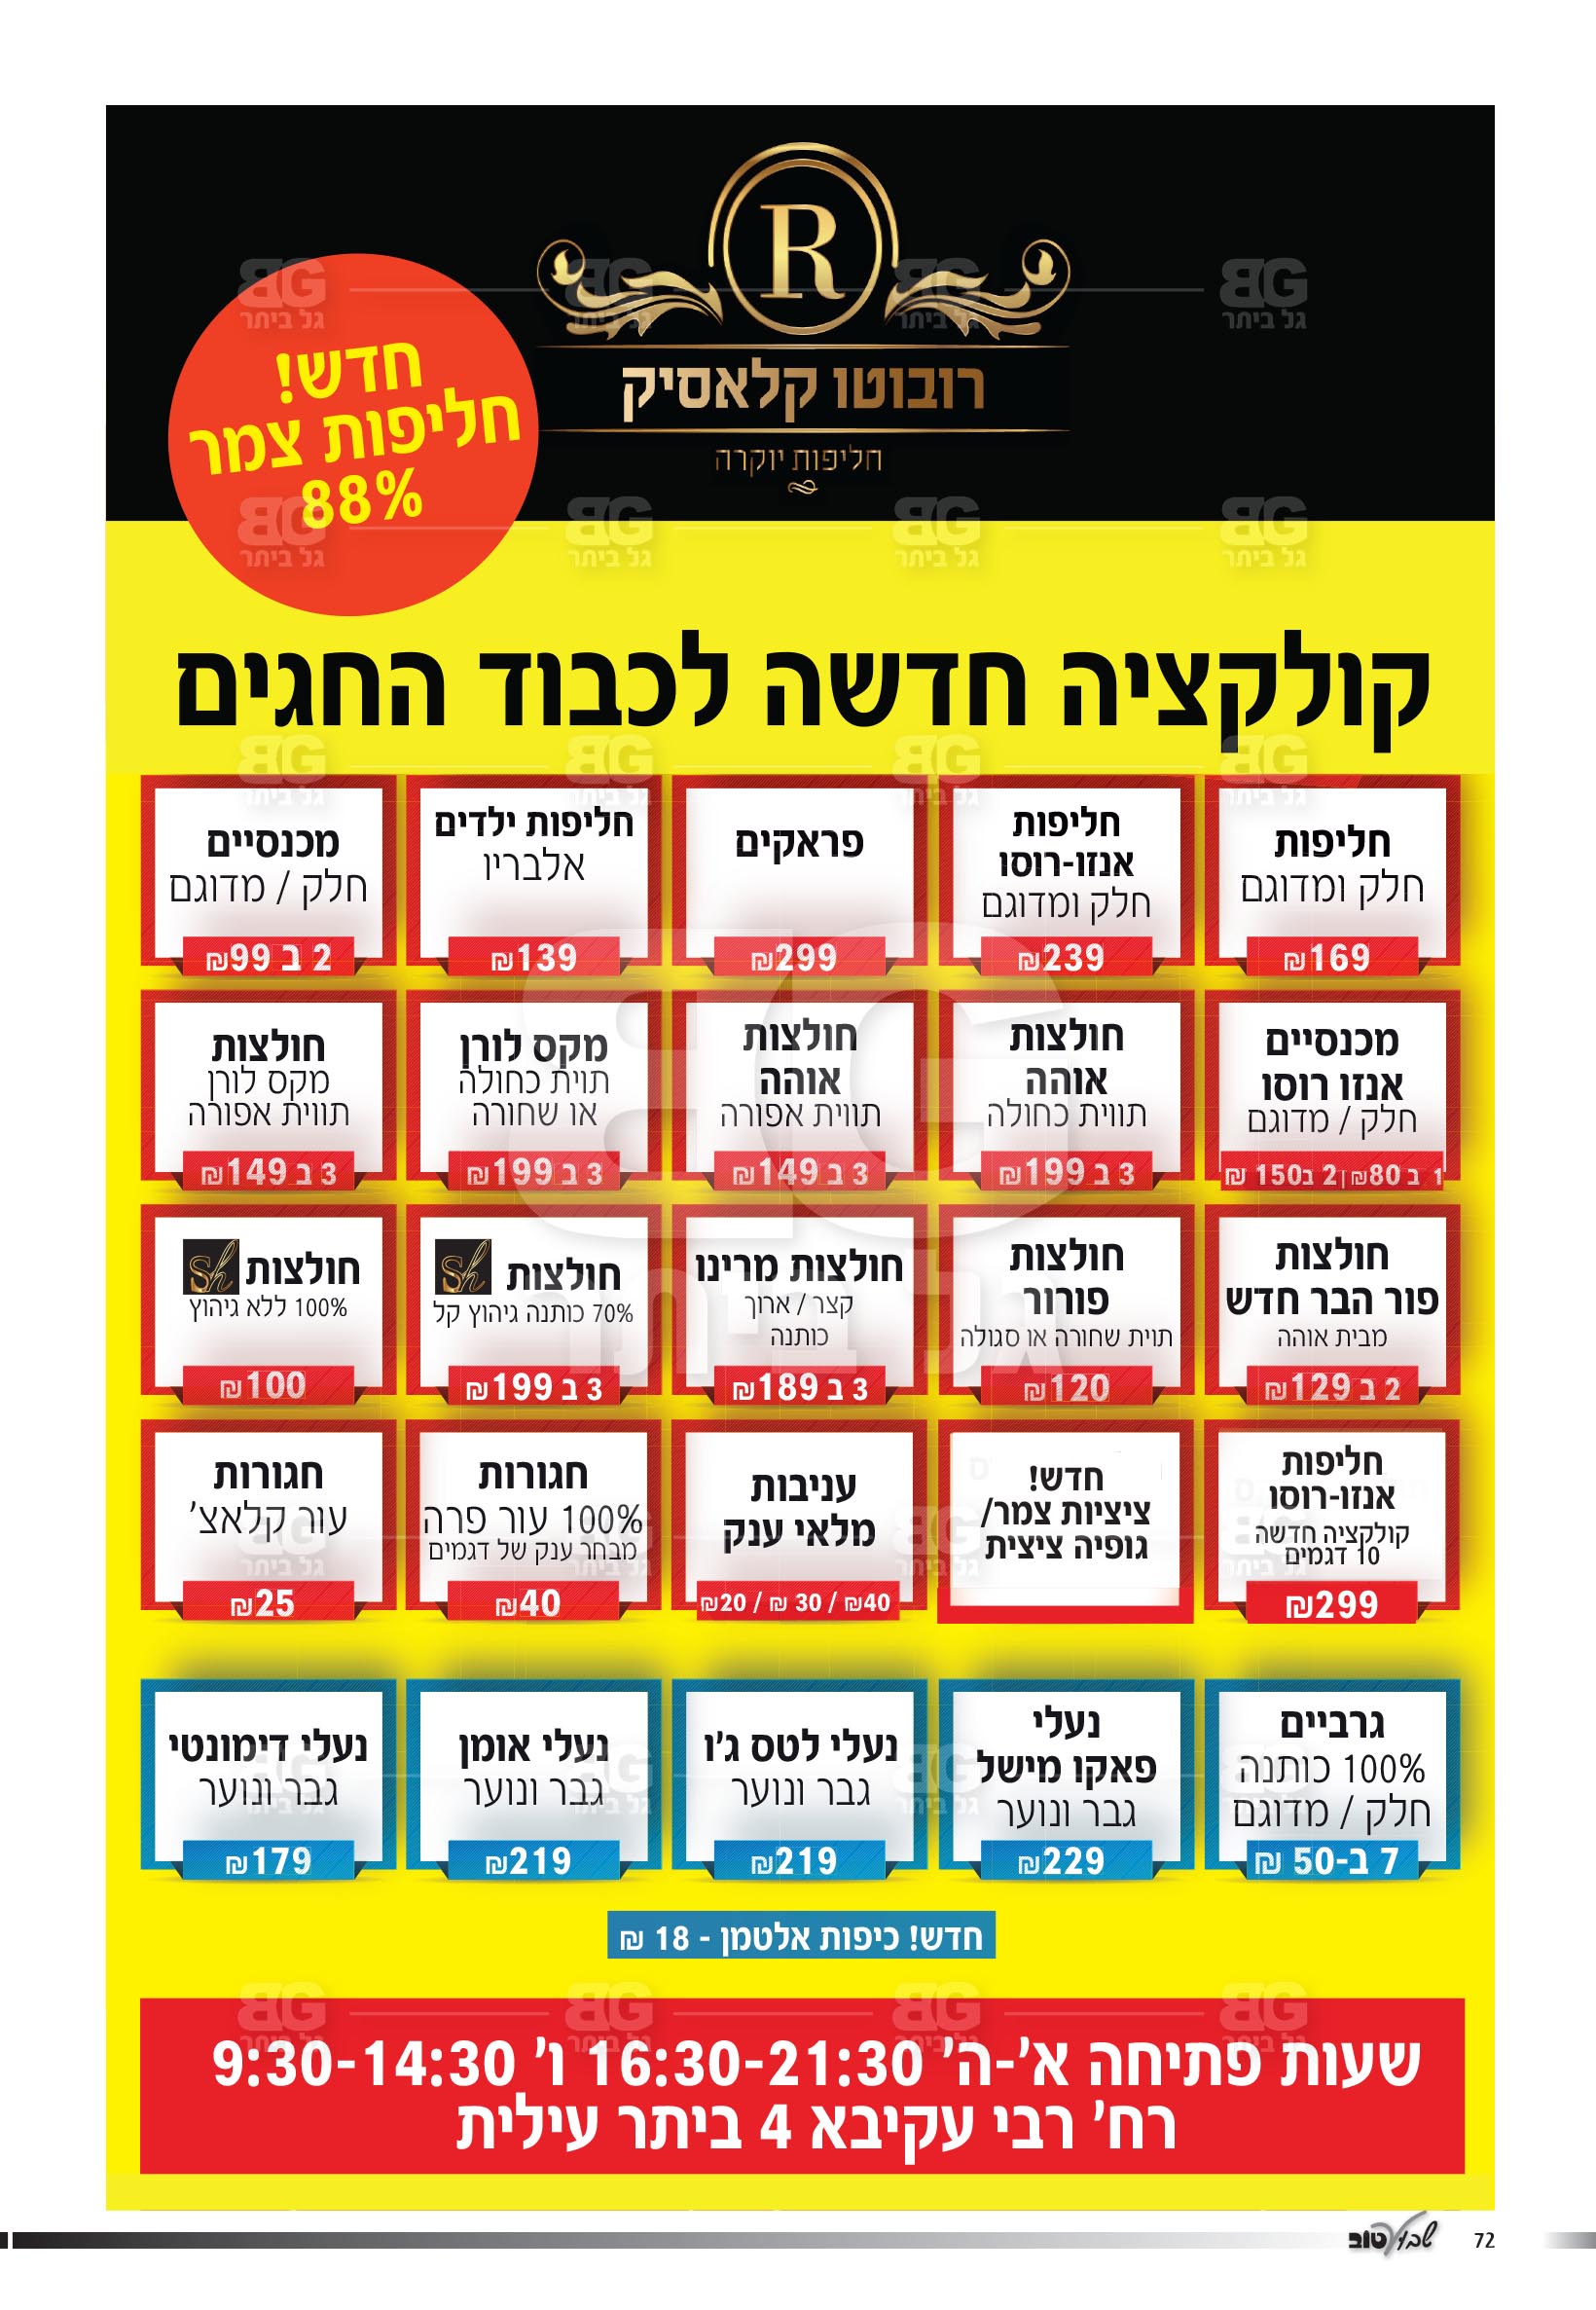 R
רובוטו קלאסיק
חליפות יוקרה
חדש!
חליפות צמר
88%
קולקציה חדשה לכבוד החגים
חליפות
חלק ומדוגם
169₪
חליפות
אנזו-רוסו
חלק ומדוגם
239₪
פראקים
299₪
חליפות ילדים
אלבריו
139₪
מכנסיים
חלק / מדוגם
2 ב 99₪
מכנסיים
אנזו רוסו
חלק / מדוגם
1 ב 80₪ | 2 ב150 ₪
חולצות
אוהה
תווית כחולה
3 ב 199₪
חולצות
אוהה
תווית אפורה
3 ב 149₪
מקס לורן
תוית כחולה
או שחורה
3 ב 199₪
חולצות
מקס לורן
תווית אפורה
3 ב 149₪
חולצות
פור הבר חדש
מבית אוהה
2 ב 129₪
חולצות
פורור
תוית שחורה או סגולה
120₪
חולצות מרינו
קצר / ארוך
כותנה
3 ב 189₪
חולצות Sh
70% כותנה גיהוץ קל
3 ב 199₪
חולצות Sh
100% ללא גיהוץ
100₪
חליפות
אנזו-רוסו
קולקציה חדשה
10 דגמים
299₪
חדש!
ציציות צמר/
גופיה ציצית
עניבות
מלאי ענק
40₪ / 30 ₪ / 20₪
חגורות
100% עור פרה
מבחר ענק של דגמים
40₪
חגורות
עור קלאצ'
25₪
גרביים
100% כותנה
חלק / מדוגם
7 ב-50 ₪
נעלי
פאקו מישל
גבר ונוער
229₪
נעלי לטס ג'ו
גבר ונוער
219₪
נעלי אומן
גבר ונוער
219₪
נעלי דימונטי
גבר ונוער
179₪
חדש! כיפות אלטמן - 18 ₪
שעות פתיחה א'-ה' 16:30-21:30 ו' 9:30-14:30
רח' רבי עקיבא 4 ביתר עילית
72 שבוע טוב
BG
גל ביתר